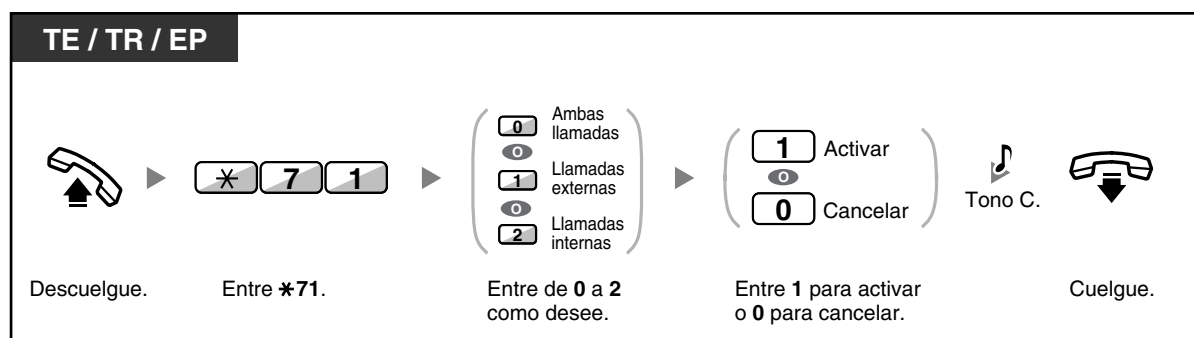 TE / TR / EP
0 Ambas llamadas
o
1 Llamadas externas
o
2 Llamadas internas
* 7 1
1 Activar
o
0 Cancelar
Tono C.
Descuelgue.
Entre *71.
Entre de 0 a 2
como desee.
Entre 1 para activar
o 0 para cancelar.
Cuelgue.